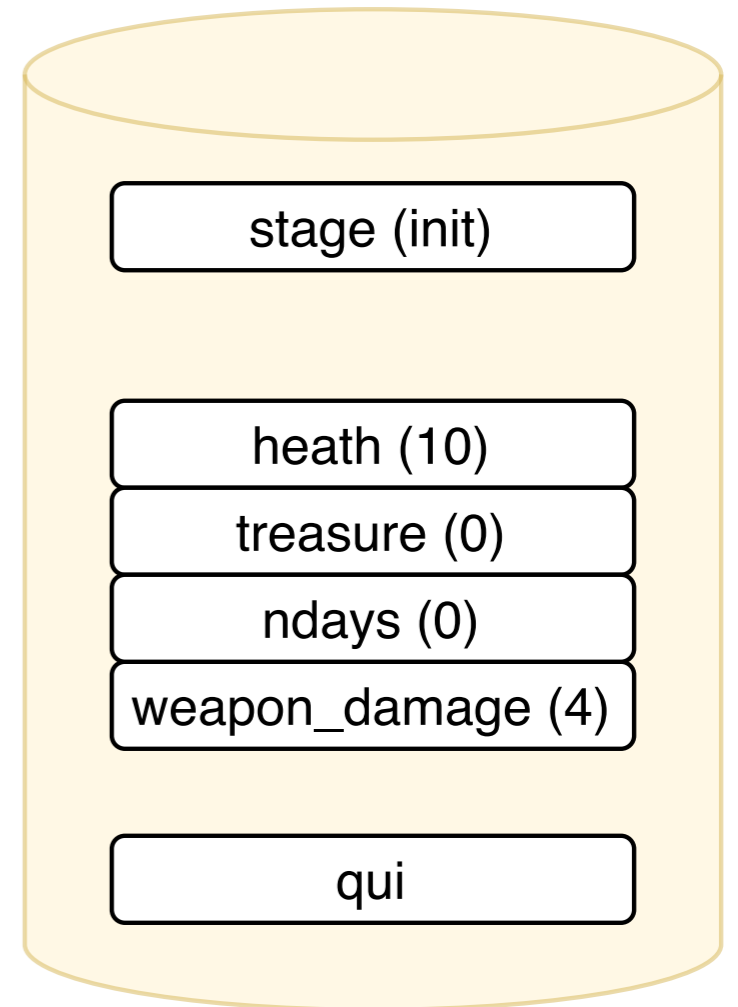 stage (init)
heath (10)
treasure (0)
ndays (0)
weapon_damage (4)
qui